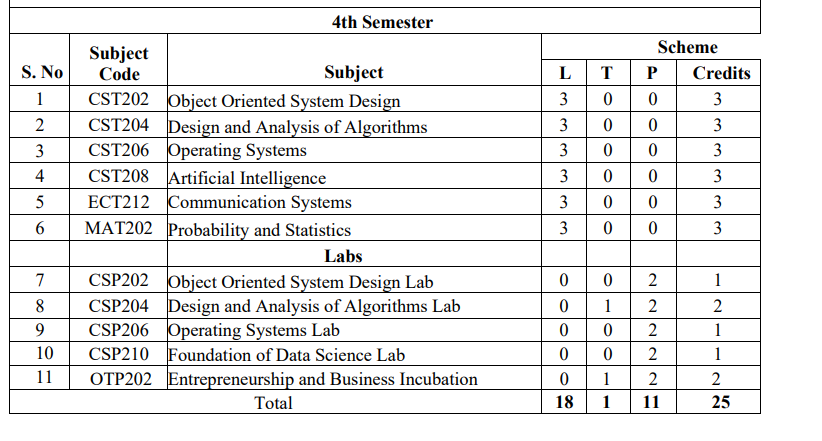 4th Semester
S. No Subject Code Subject Scheme
L T P Credits
1 CST202 Object Oriented System Design 3 0 0 3
2 CST204 Design and Analysis of Algorithms 3 0 0 3
3 CST206 Operating Systems 3 0 0 3
4 CST208 Artificial Intelligence 3 0 0 3
5 ECT212 Communication Systems 3 0 0 3
6 MAT202 Probability and Statistics 3 0 0 3
Labs
7 CSP202 Object Oriented System Design Lab 0 0 2 1
8 CSP204 Design and Analysis of Algorithms Lab 0 1 2 2
9 CSP206 Operating Systems Lab 0 0 2 1
10 CSP210 Foundation of Data Science Lab 0 0 2 1
11 OTP202 Entrepreneurship and Business Incubation 0 1 2 2
Total 18 1 11 25